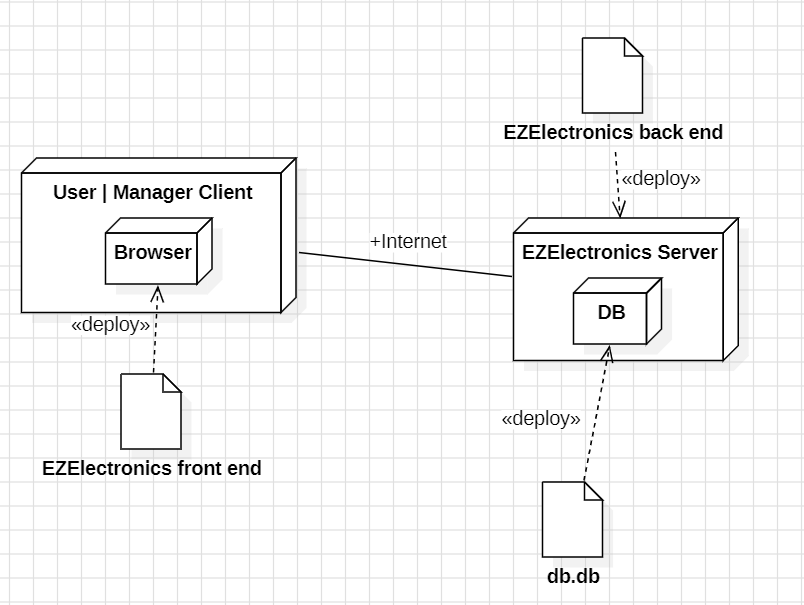 EZElectronics back end
«deploy»
User | Manager Client
Browser
+Internet
EZElectronics Server
DB
«deploy»
EZElectronics front end
«deploy»
db.db